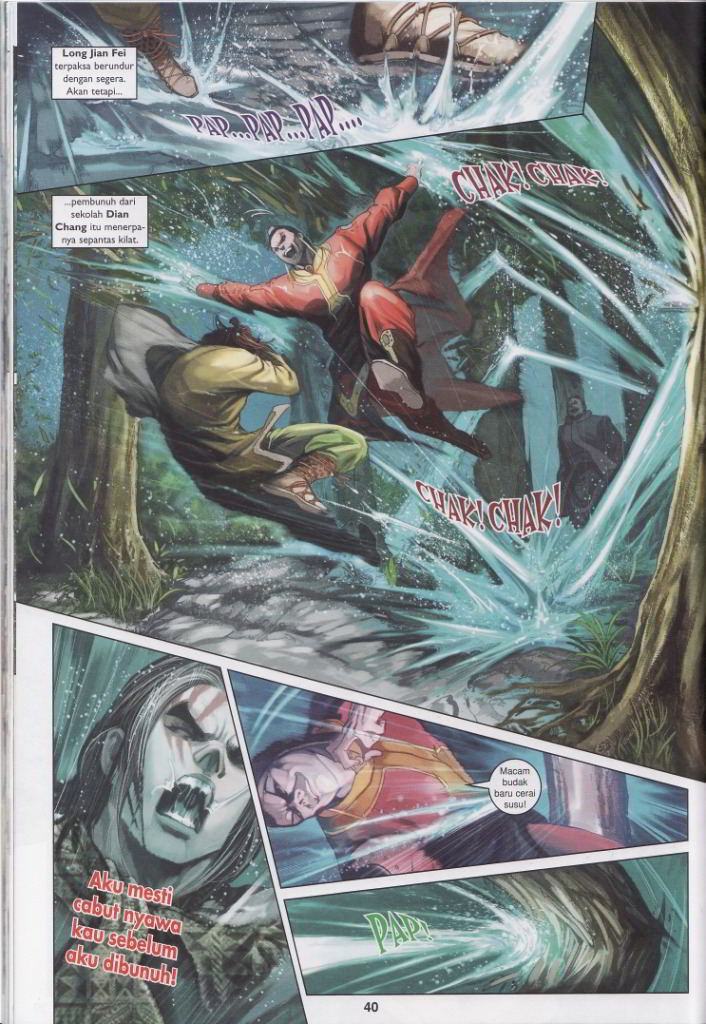 Long Jian Fei
terpaksa berundur
dengan segera.
Akan tetapi...
PAP...PAP...PAP....
CHAK! CHAK!
...pembunuh dari
sekolah Dian
Chang itu menerpa-
nya sepantas kilat.
CHAK! CHAK!
Macam
budak
baru cerai
susu!
Aku mesti
cabut nyawa
kau sebelum
aku dibunuh!
PAP!
40